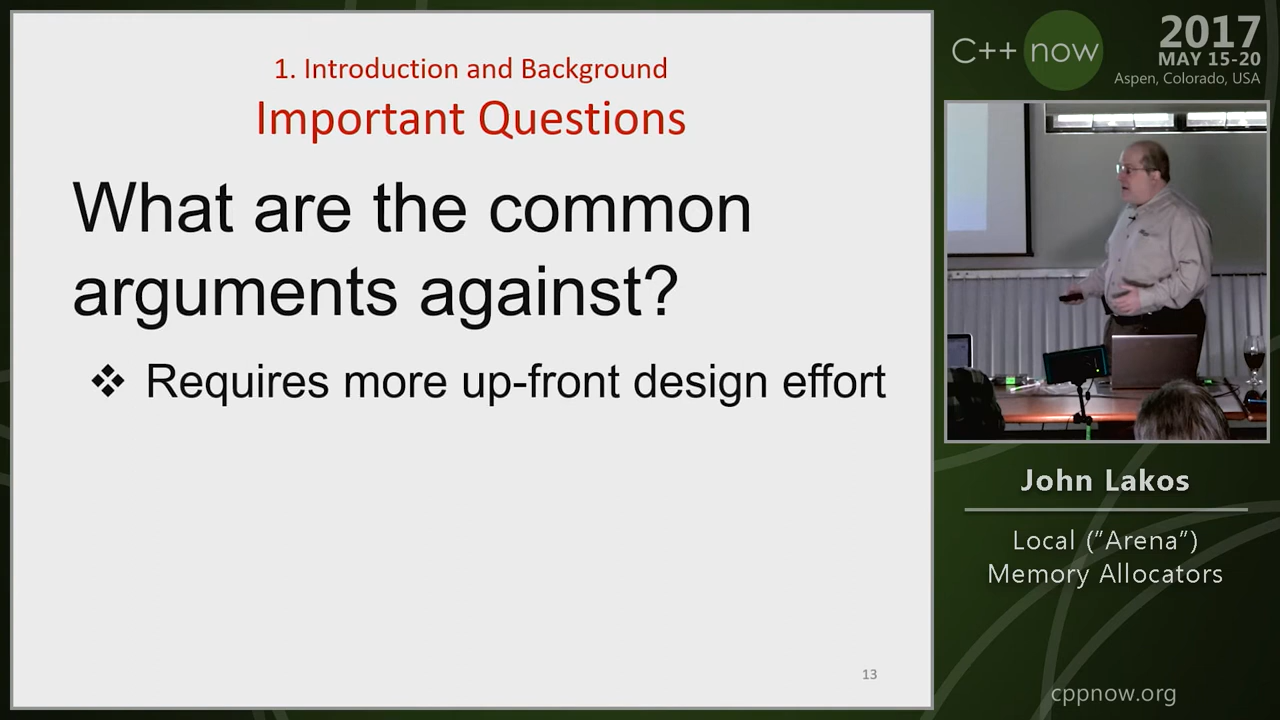 1. Introduction and Background
Important Questions
What are the common
arguments against?
❖ Requires more up-front design effort
13
C++ now
2017
MAY 15-20
Aspen, Colorado, USA
John Lakos
Local (”Arena”)
Memory Allocators
cppnow.org